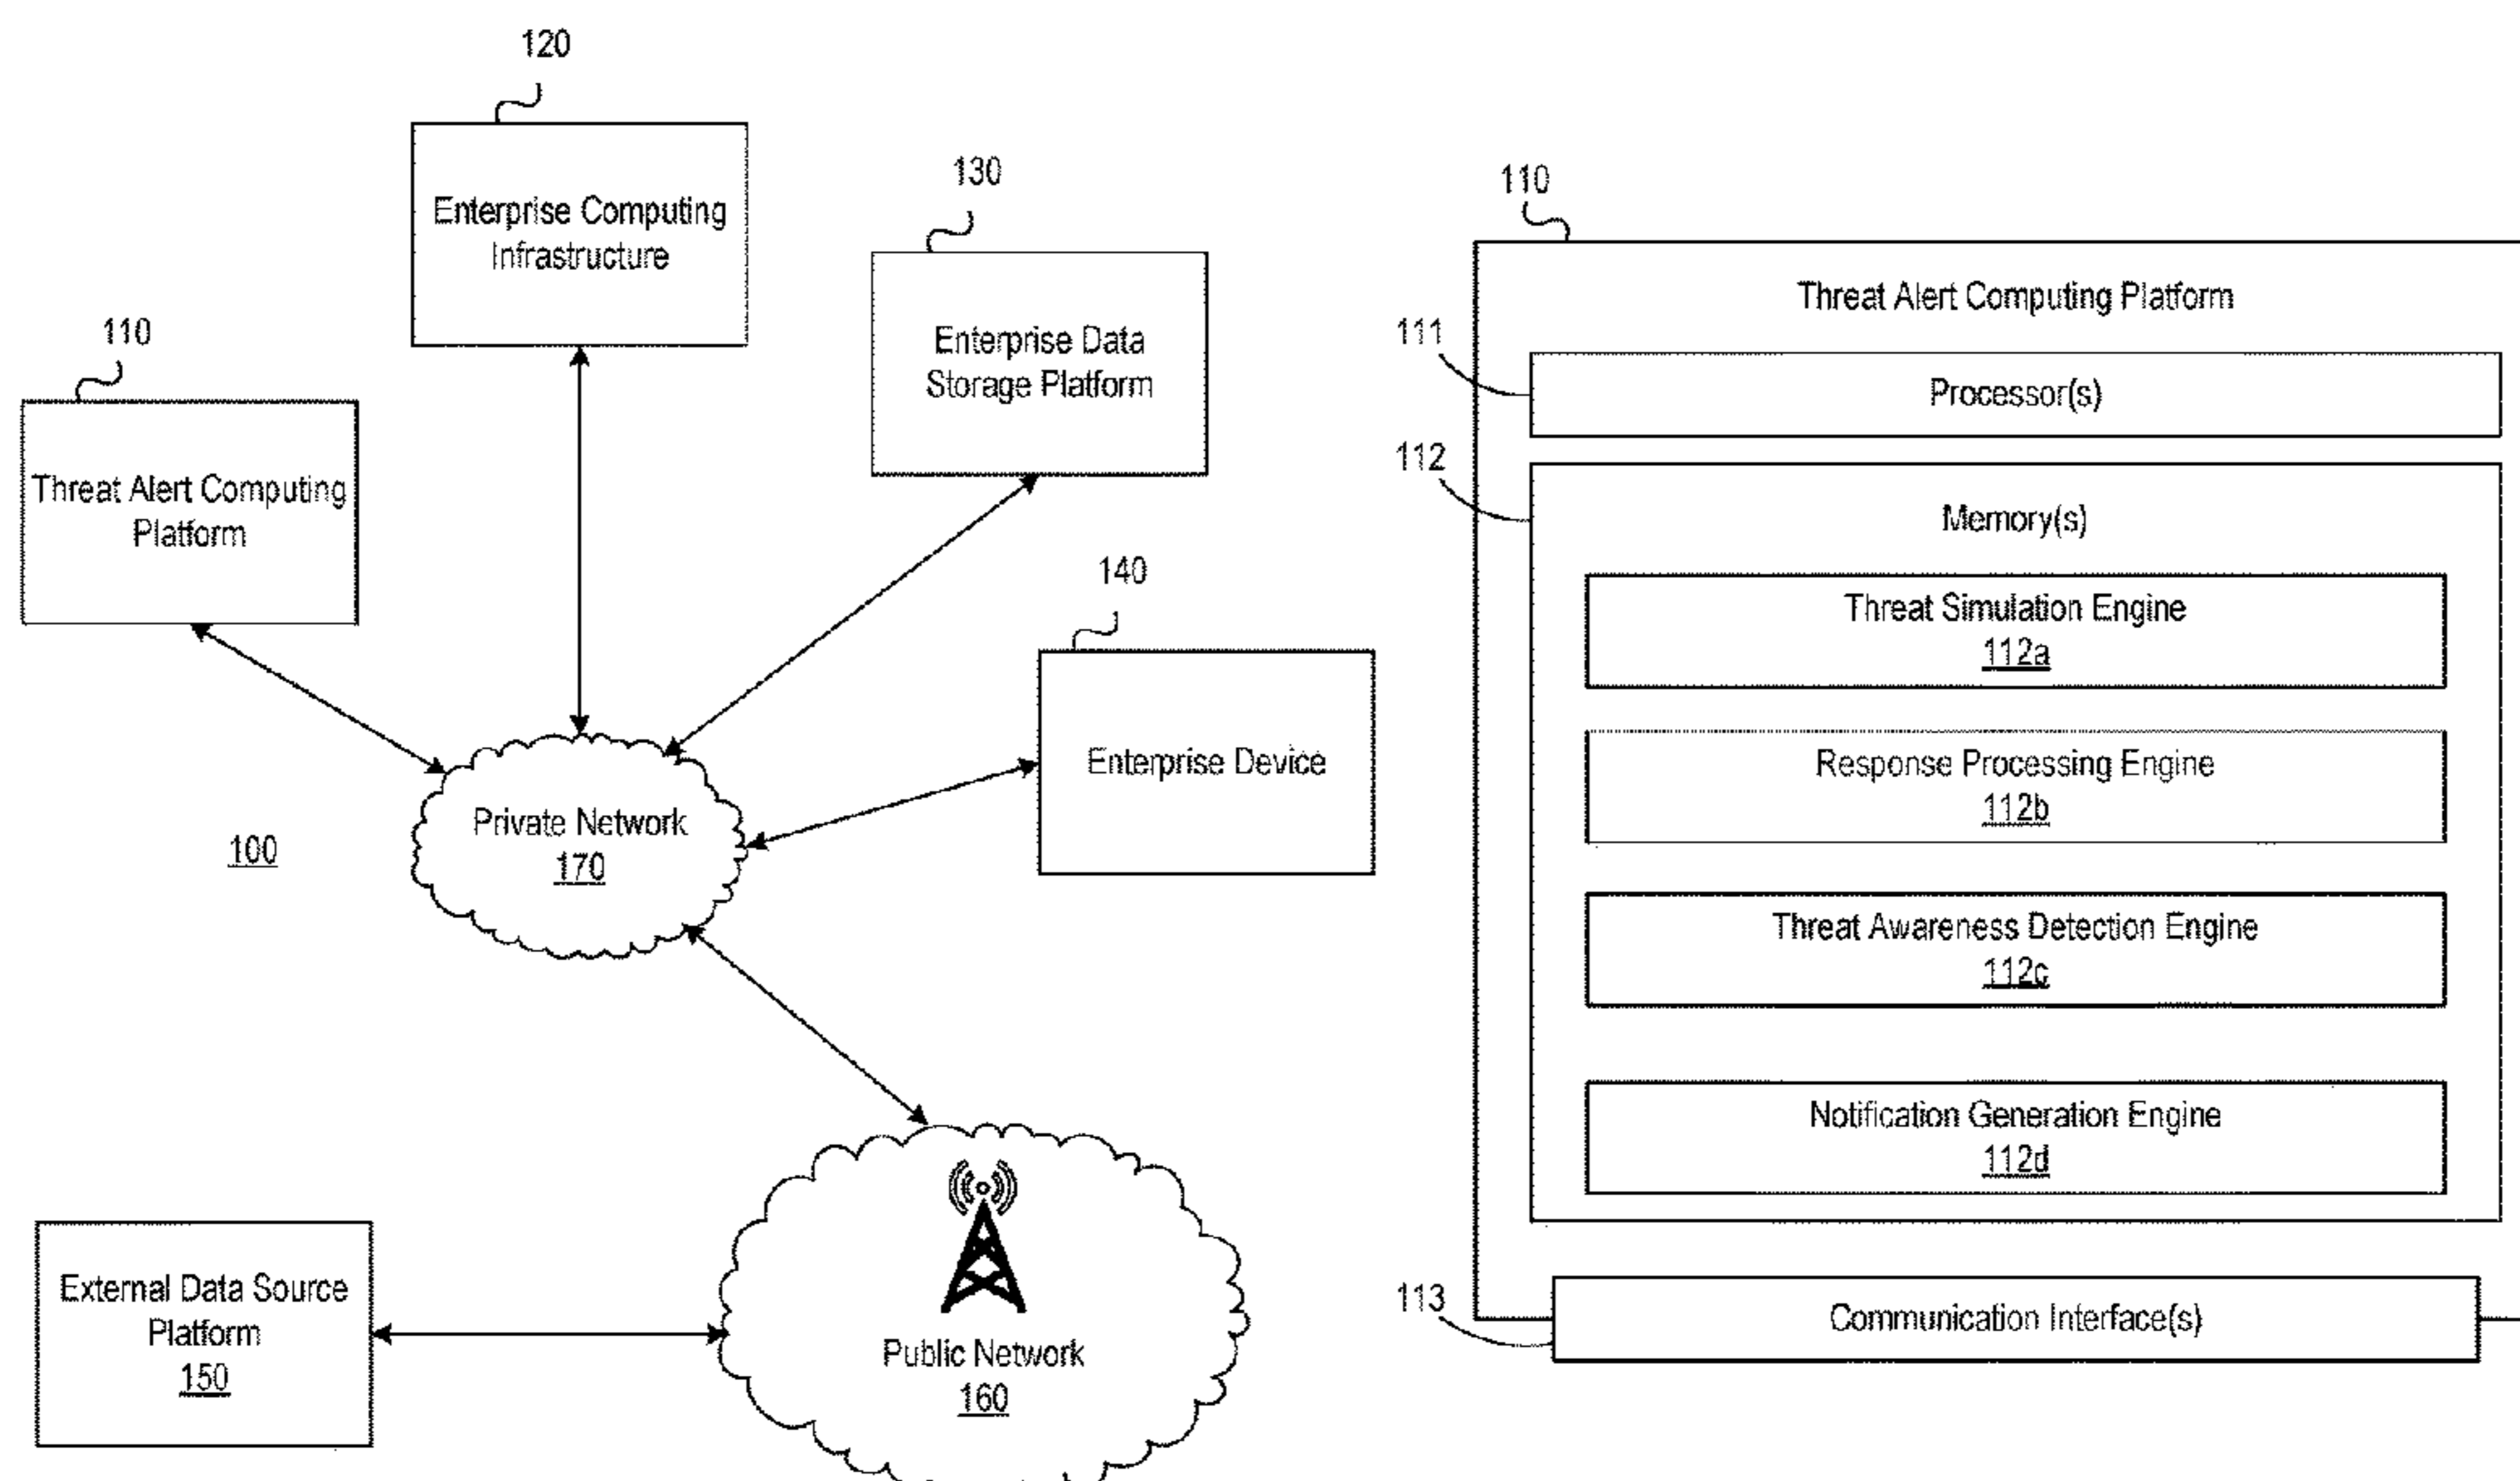 120
Enterprise Computing
Infrastructure
130
Enterprise Data
Storage Platform
110
Threat Alert Computing
Platform
140
Enterprise Device
Private Network
170
100
External Data Source
Platform
150
Public Network
160
110
Threat Alert Computing Platform
111
Processor(s)
112
Memory(s)
Threat Simulation Engine
112a
Response Processing Engine
112b
Threat Awareness Detection Engine
112c
Notification Generation Engine
112d
113
Communication Interface(s)